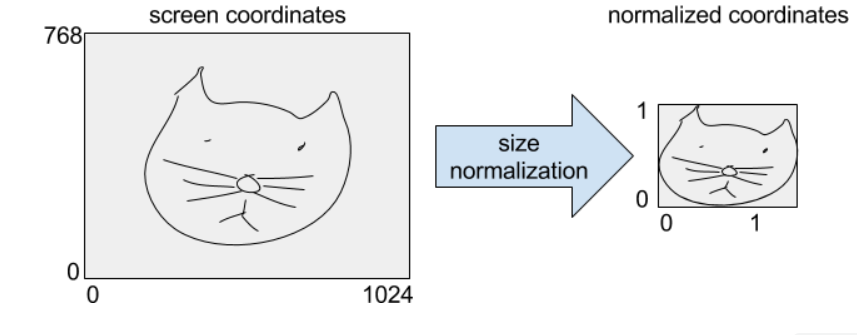 screen coordinates
normalized coordinates
768
0
0
1024
size
normalization
1
0
0
1